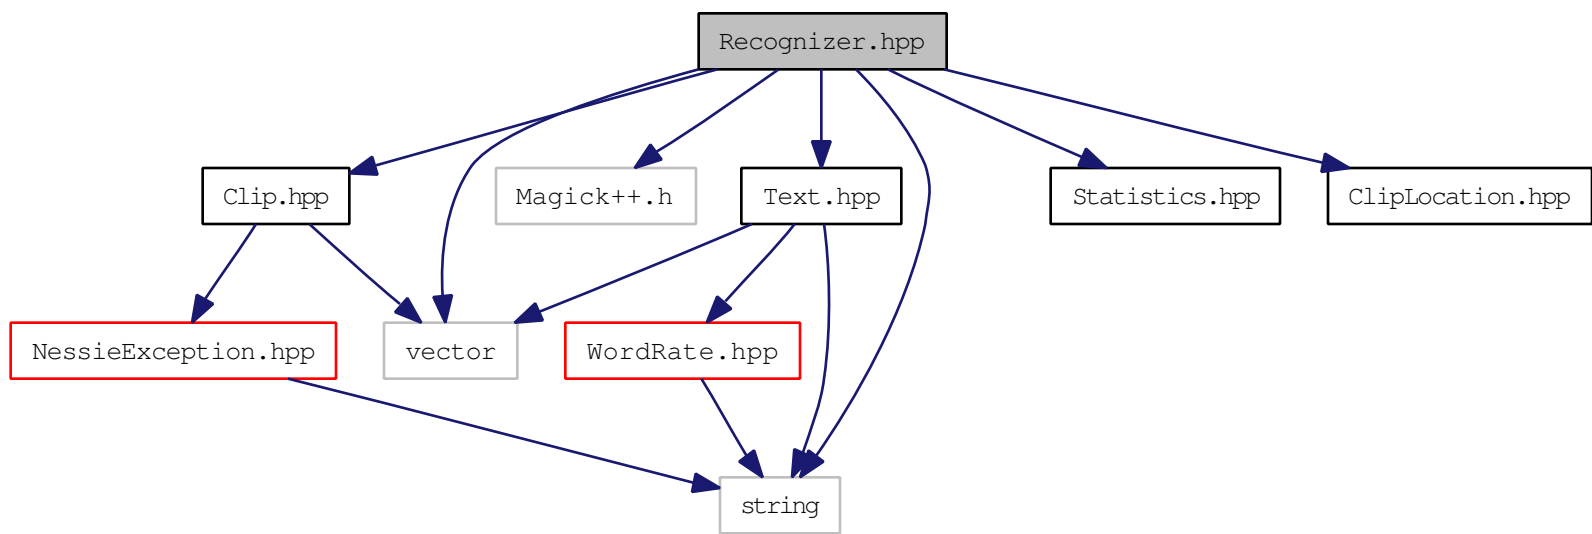 Recognizer.hpp
Clip.hpp
Magick++.h
Text.hpp
Statistics.hpp
ClipLocation.hpp
NessieException.hpp
vector
WordRate.hpp
string